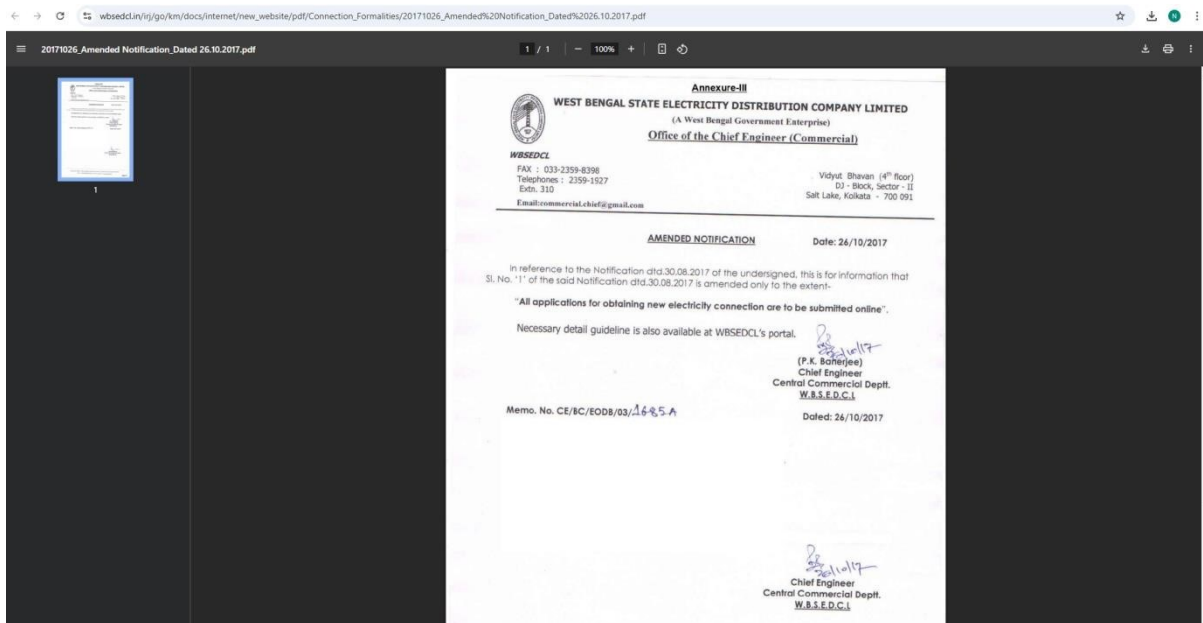 wbsedcl.in/irj/go/km/docs/internet/new_website/pdf/Connection_Formalities/20171026_Amended%20Notification_Dated%2026.10.2017.pdf
N
20171026_Amended Notification_Dated 26.10.2017.pdf
1 / 1
100%
1
Annexure-III
WEST BENGAL STATE ELECTRICITY DISTRIBUTION COMPANY LIMITED
(A West Bengal Government Enterprise)
Office of the Chief Engineer (Commercial)
WBSEDCL
FAX : 033-2359-8398
Telephones : 2359-1927
Extn. 310
Email:commercial.chief@gmail.com
Vidyut Bhavan (4th floor)
DJ - Block, Sector - II
Salt Lake, Kolkata - 700 091
AMENDED NOTIFICATION
Date: 26/10/2017
In reference to the Notification dtd.30.08.2017 of the undersigned, this is for information that
Sl. No. '1' of the said Notification dtd.30.08.2017 is amended only to the extent-
"All applications for obtaining new electricity connection are to be submitted online".
Necessary detail guideline is also available at WBSEDCL's portal.
26/10/17
(P.K. Banerjee)
Chief Engineer
Central Commercial Deptt.
W.B.S.E.D.C.L
Memo. No. CE/BC/EODB/03/1685A
Dated: 26/10/2017
26/10/17
Chief Engineer
Central Commercial Deptt.
W.B.S.E.D.C.L